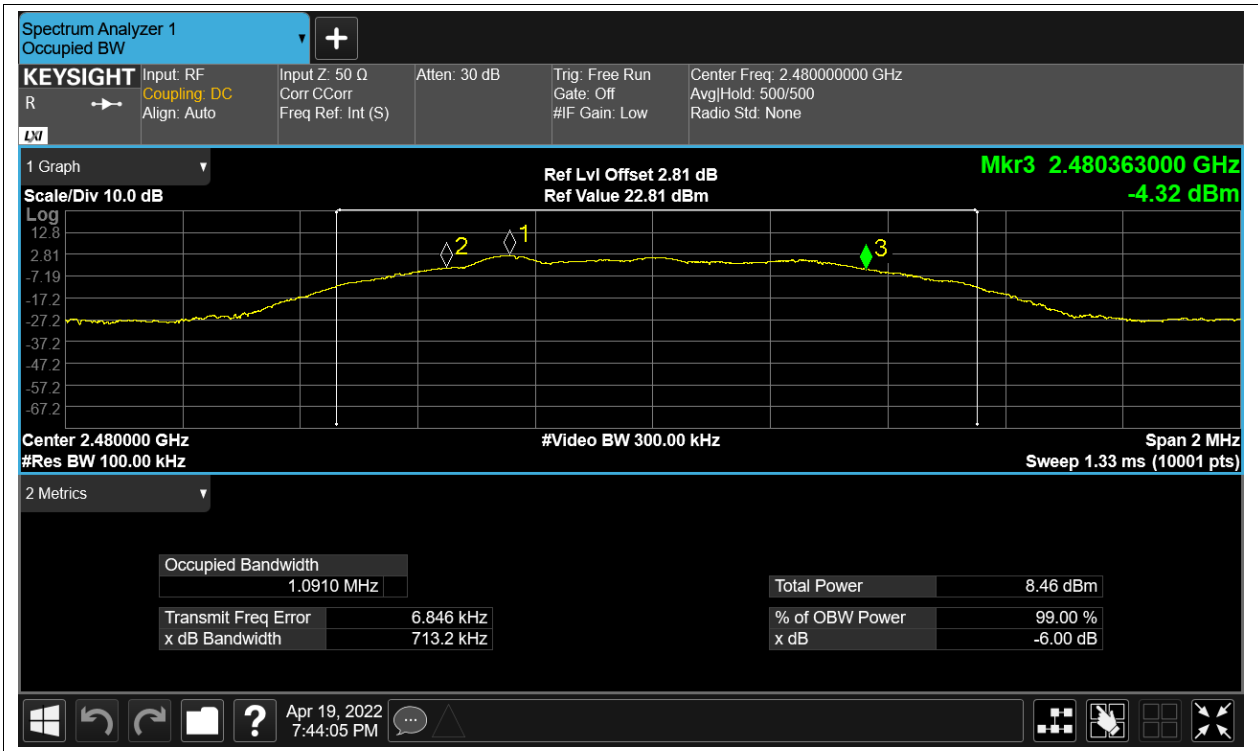 Spectrum Analyzer 1
Occupied BW
KEYSIGHT
R
LXI
Input: RF
Coupling: DC
Align: Auto
Input Z: 50 Ω
Corr CCorr
Freq Ref: Int (S)
Atten: 30 dB
Trig: Free Run
Gate: Off
#IF Gain: Low
Center Freq: 2.480000000 GHz
Avg|Hold: 500/500
Radio Std: None
1 Graph
Scale/Div 10.0 dB
Ref Lvl Offset 2.81 dB
Ref Value 22.81 dBm
Mkr3 2.480363000 GHz
-4.32 dBm
Log
12.8
2.81
-7.19
-17.2
-27.2
-37.2
-47.2
-57.2
-67.2
2
1
3
Center 2.480000 GHz
#Video BW 300.00 kHz
Span 2 MHz
#Res BW 100.00 kHz
Sweep 1.33 ms (10001 pts)
2 Metrics
Occupied Bandwidth
1.0910 MHz
Transmit Freq Error 6.846 kHz
x dB Bandwidth 713.2 kHz
Total Power 8.46 dBm
% of OBW Power 99.00 %
x dB -6.00 dB
?
Apr 19, 2022
7:44:05 PM